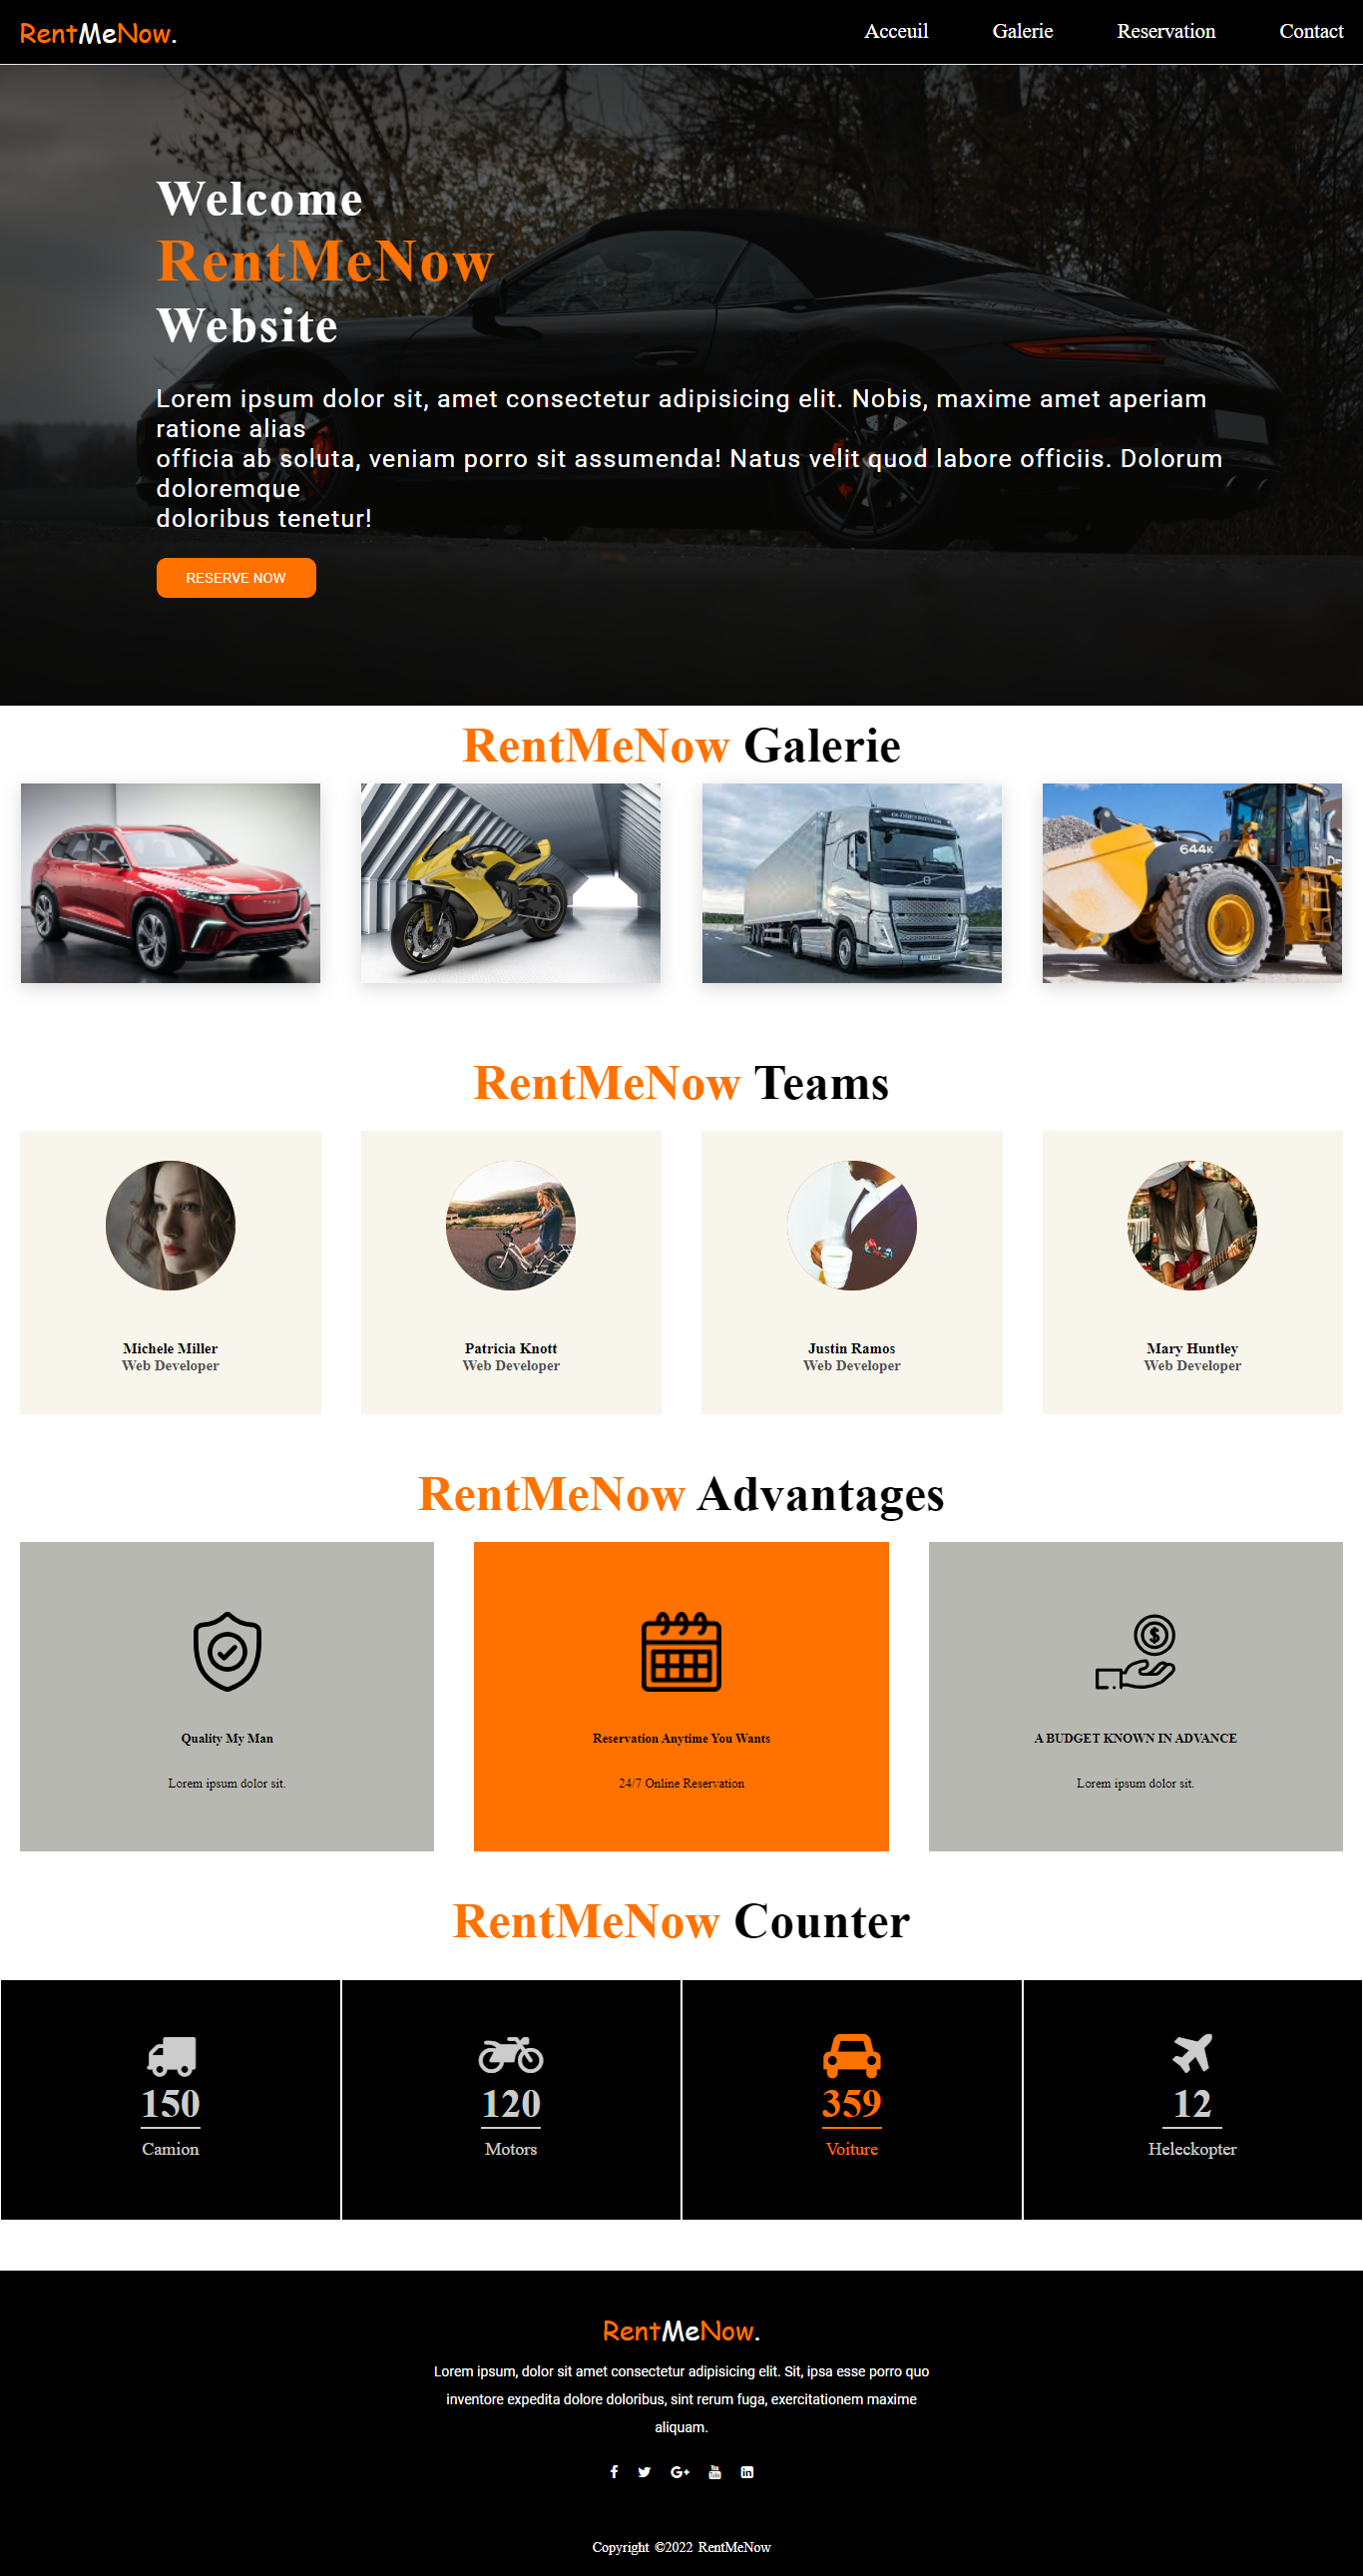 RentMeNow.
Acceuil Galerie Reservation Contact
Welcome
RentMeNow
Website
Lorem ipsum dolor sit, amet consectetur adipisicing elit. Nobis, maxime amet aperiam
ratione alias
officia ab soluta, veniam porro sit assumenda! Natus velit quod labore officiis. Dolorum
doloremque
doloribus tenetur!
RESERVE NOW
RentMeNow Galerie
644K
RentMeNow Teams
Michele Miller
Web Developer
Patricia Knott
Web Developer
Justin Ramos
Web Developer
Mary Huntley
Web Developer
RentMeNow Advantages
Quality My Man
Lorem ipsum dolor sit.
Reservation Anytime You Wants
24/7 Online Reservation
A BUDGET KNOWN IN ADVANCE
Lorem ipsum dolor sit.
RentMeNow Counter
150
Camion
120
Motors
359
Voiture
12
Heleckopter
RentMeNow.
Lorem ipsum, dolor sit amet consectetur adipisicing elit. Sit, ipsa esse porro quo
inventore expedita dolore doloribus, sint rerum fuga, exercitationem maxime
aliquam.
Copyright ©2022 RentMeNow